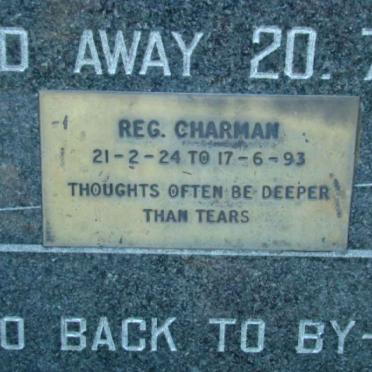 AWAY 20.
REG. CHARMAN
21-2-24 TO 17-6-93
THOUGHTS OFTEN BE DEEPER
THAN TEARS
BACK TO BY-